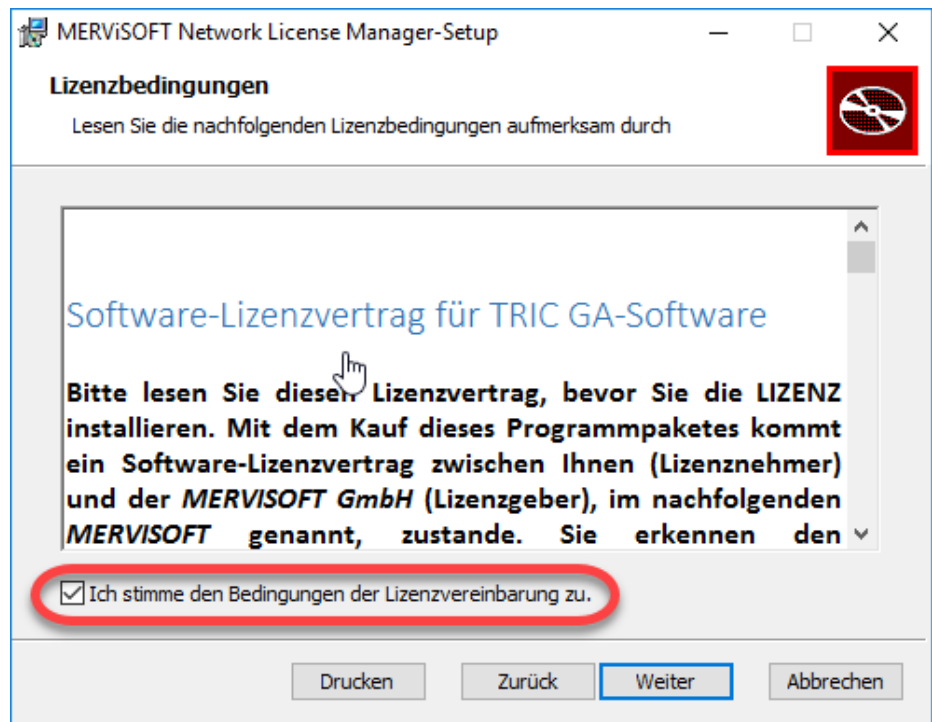 MERViSOFT Network License Manager-Setup
Lizenzbedingungen
Lesen Sie die nachfolgenden Lizenzbedingungen aufmerksam durch
Software-Lizenzvertrag für TRIC GA-Software
Bitte lesen Sie diesen Lizenzvertrag, bevor Sie die LIZENZ
installieren. Mit dem Kauf dieses Programmpaketes kommt
ein Software-Lizenzvertrag zwischen Ihnen (Lizenznehmer)
und der MERVISOFT GmbH (Lizenzgeber), im nachfolgenden
MERVISOFT genannt, zustande. Sie erkennen den
Ich stimme den Bedingungen der Lizenzvereinbarung zu.
Drucken Zurück Weiter Abbrechen